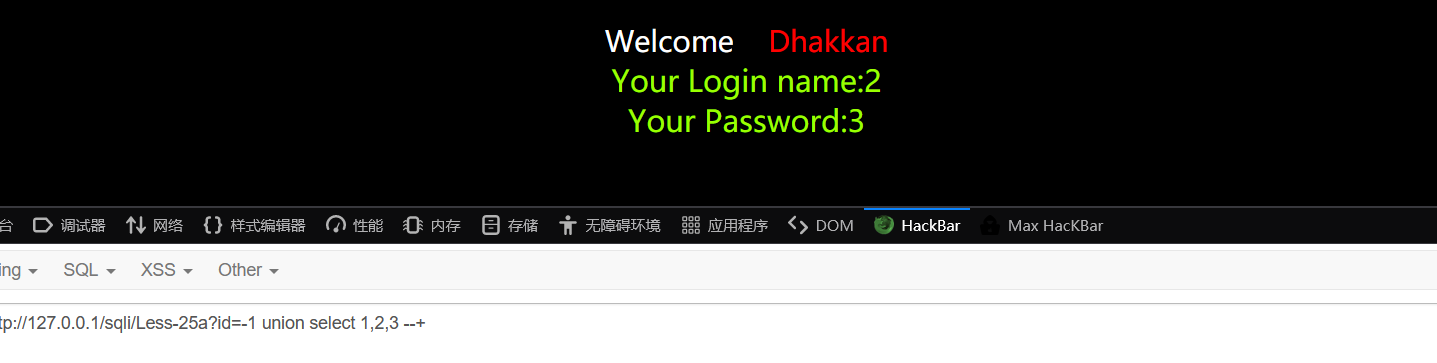 Welcome Dhakkan
Your Login name:2
Your Password:3
台 调试器 网络 样式编辑器 性能 内存 存储 无障碍环境 应用程序 DOM HackBar Max HacKBar
ing SQL XSS Other
tp://127.0.0.1/sqli/Less-25a?id=-1 union select 1,2,3 --+